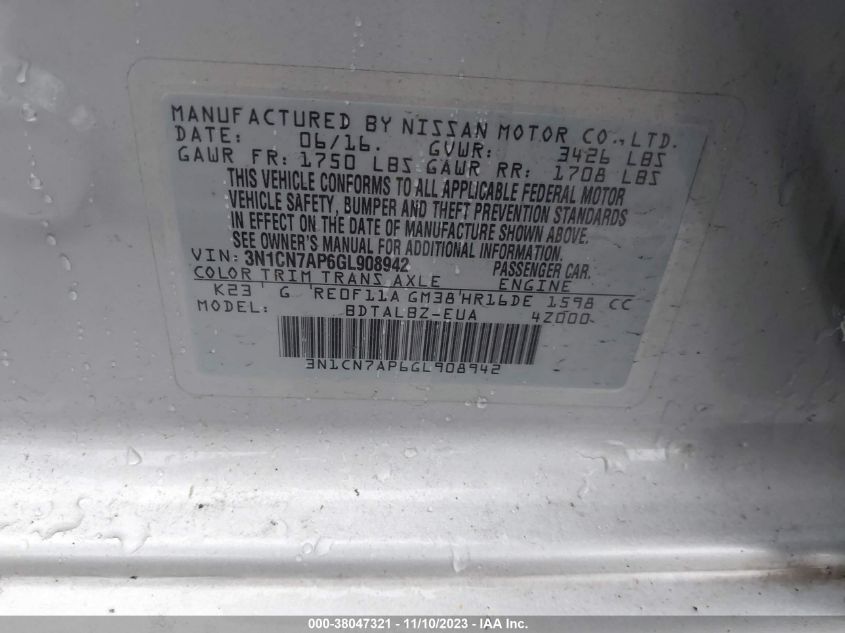 MANUFACTURED BY NISSAN MOTOR CO., LTD.
DATE: 06/16. GVWR: 3426 LBS
GAWR FR: 1750 LBS GAWR RR: 1708 LBS
THIS VEHICLE CONFORMS TO ALL APPLICABLE FEDERAL MOTOR
VEHICLE SAFETY, BUMPER AND THEFT PREVENTION STANDARDS
IN EFFECT ON THE DATE OF MANUFACTURE SHOWN ABOVE.
SEE OWNER'S MANUAL FOR ADDITIONAL INFORMATION.
VIN: 3N1CN7AP6GL908942 PASSENGER CAR.
COLOR TRIM TRANS AXLE ENGINE
K23 G RE0F11A GM38 HR16DE 1598 CC
MODEL: BDTALBZ-EUA 4Z000
3N1CN7AP6GL908942
000-38047321 — 11/10/2023 — IAA Inc.